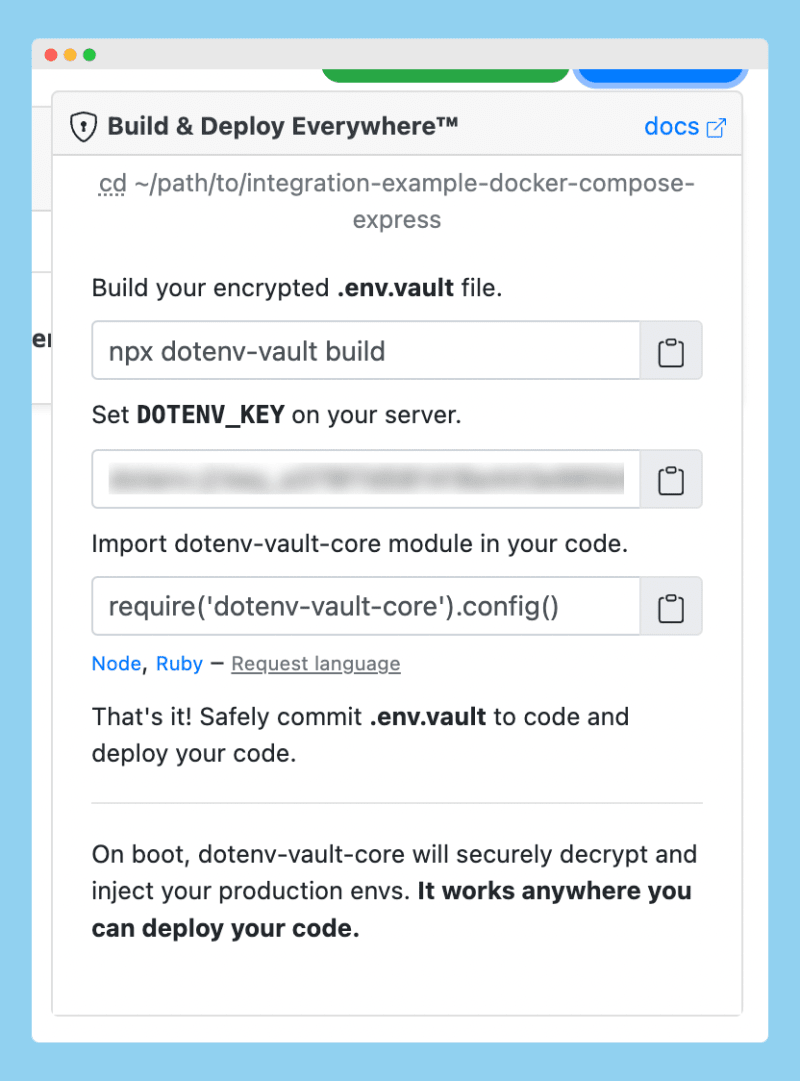 Build & Deploy Everywhere™
docs
cd ~/path/to/integration-example-docker-compose-
express
Build your encrypted .env.vault file.
npx dotenv-vault build
Set DOTENV_KEY on your server.
Import dotenv-vault-core module in your code.
require('dotenv-vault-core').config()
Node, Ruby — Request language
That's it! Safely commit .env.vault to code and
deploy your code.
On boot, dotenv-vault-core will securely decrypt and
inject your production envs. It works anywhere you
can deploy your code.